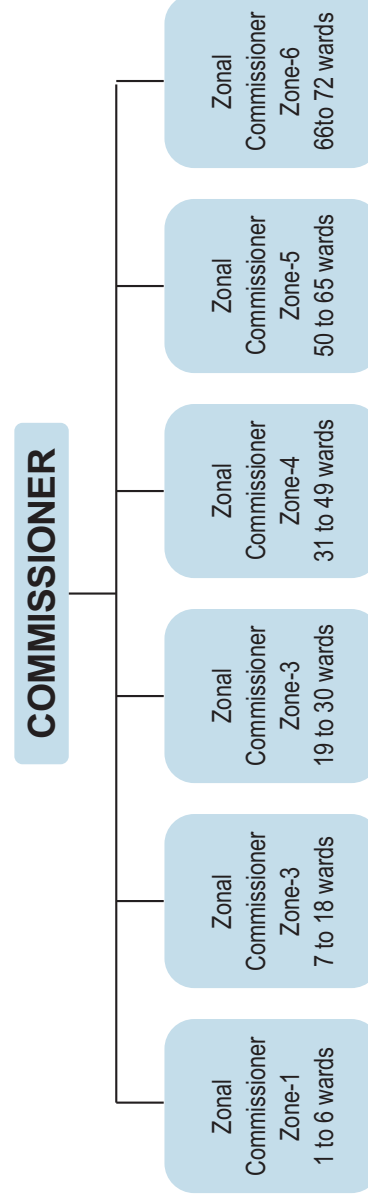 COMMISSIONER
Zonal
Commissioner
Zone-1
1 to 6 wards
Zonal
Commissioner
Zone-3
7 to 18 wards
Zonal
Commissioner
Zone-3
19 to 30 wards
Zonal
Commissioner
Zone-4
31 to 49 wards
Zonal
Commissioner
Zone-5
50 to 65 wards
Zonal
Commissioner
Zone-6
66to 72 wards